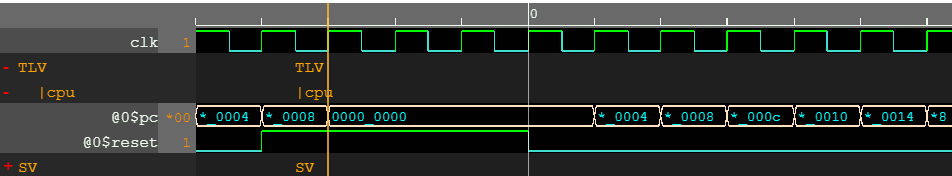 0
clk 1
- TLV TLV
- |cpu |cpu
@0$pc *00 *_0004 *_0008 0000_0000 *_0004 *_0008 *_000c *_0010 *_0014 *8
@0$reset 1
+ SV SV